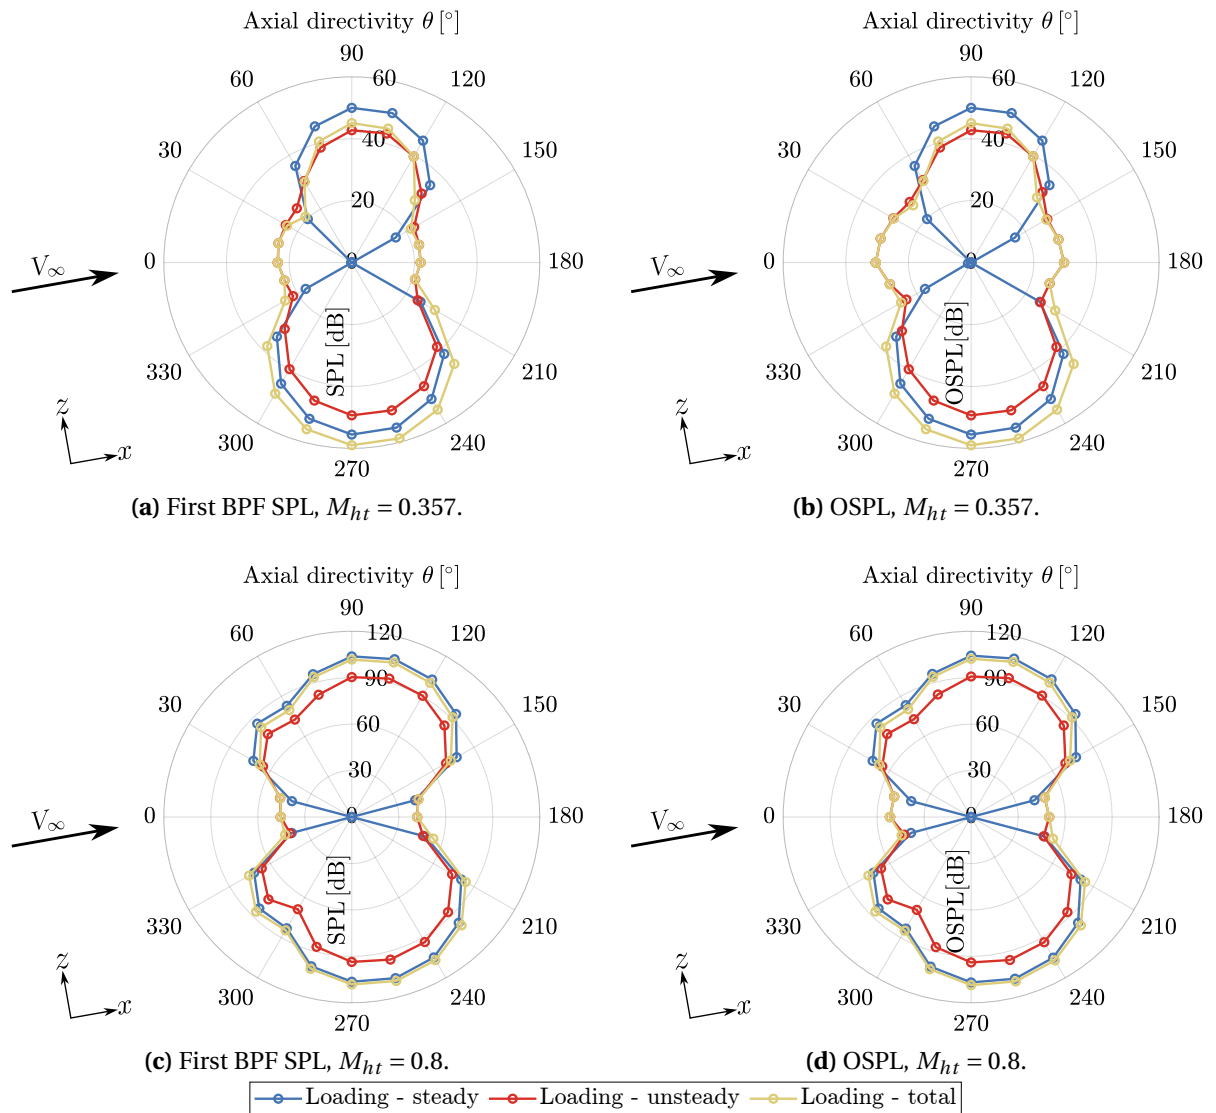 Axial directivity θ [°]
90
60 60 120
30 40 150
20
0 0 180
V∞
SPL [dB]
330 210
z
x
300 240
270
(a) First BPF SPL, M_ht = 0.357.
Axial directivity θ [°]
90
60 60 120
30 40 150
20
0 0 180
V∞
OSPL[dB]
330 210
z
x
300 240
270
(b) OSPL, M_ht = 0.357.
Axial directivity θ [°]
90
60 120 120
30 90 150
60
30
0 0 180
V∞
SPL [dB]
330 210
z
x
300 240
270
(c) First BPF SPL, M_ht = 0.8.
Axial directivity θ [°]
90
60 120 120
30 90 150
60
30
0 0 180
V∞
OSPL[dB]
330 210
z
x
300 240
270
(d) OSPL, M_ht = 0.8.
Loading - steady Loading - unsteady Loading - total